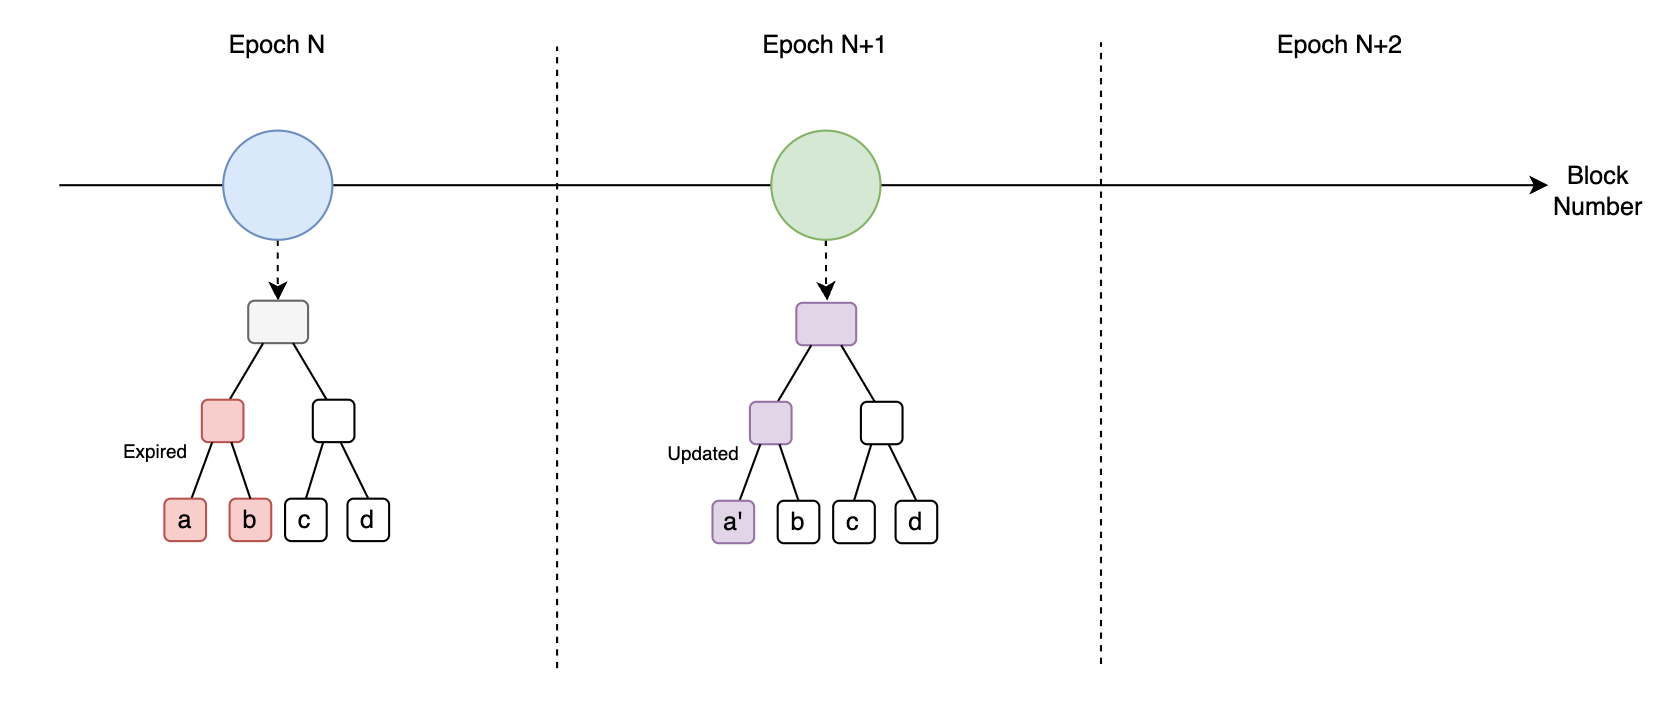 Epoch N
Epoch N+1
Epoch N+2
Block
Number
Expired
a
b
c
d
Updated
a'
b
c
d